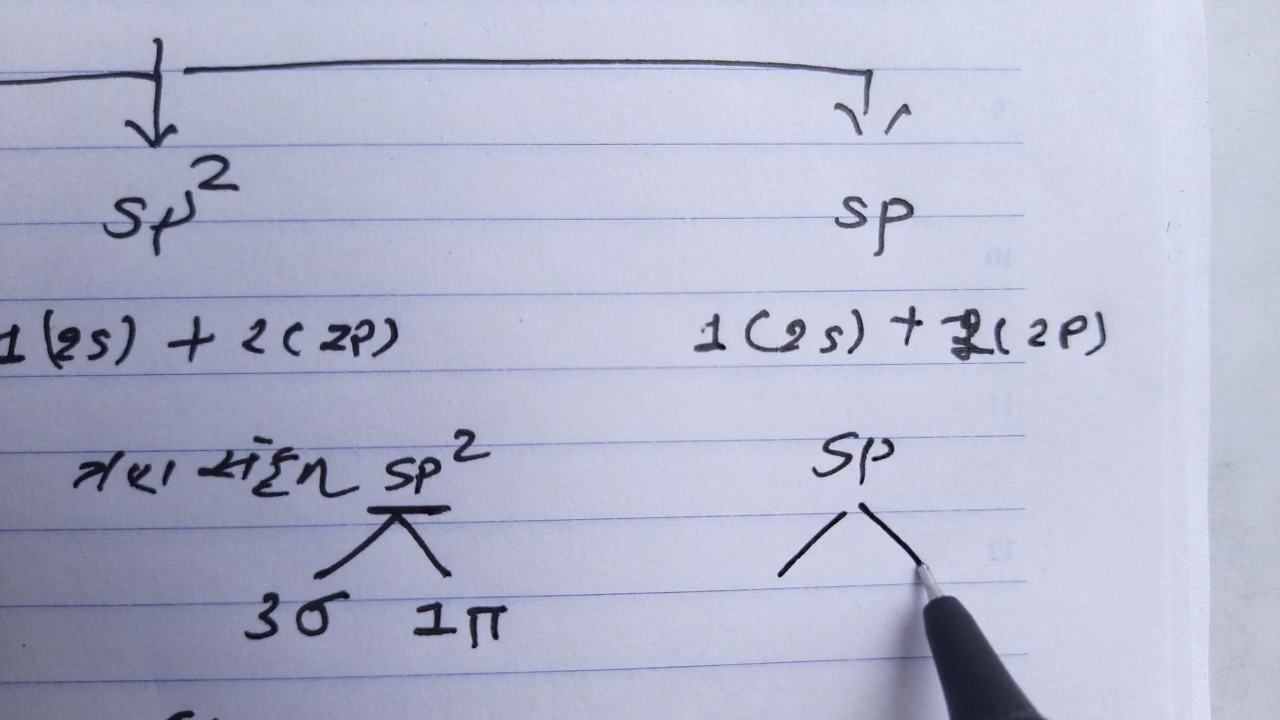 sp² sp
1(2s) + 2(2p) 1(2s) + (2p)
sp² sp
3σ 1π